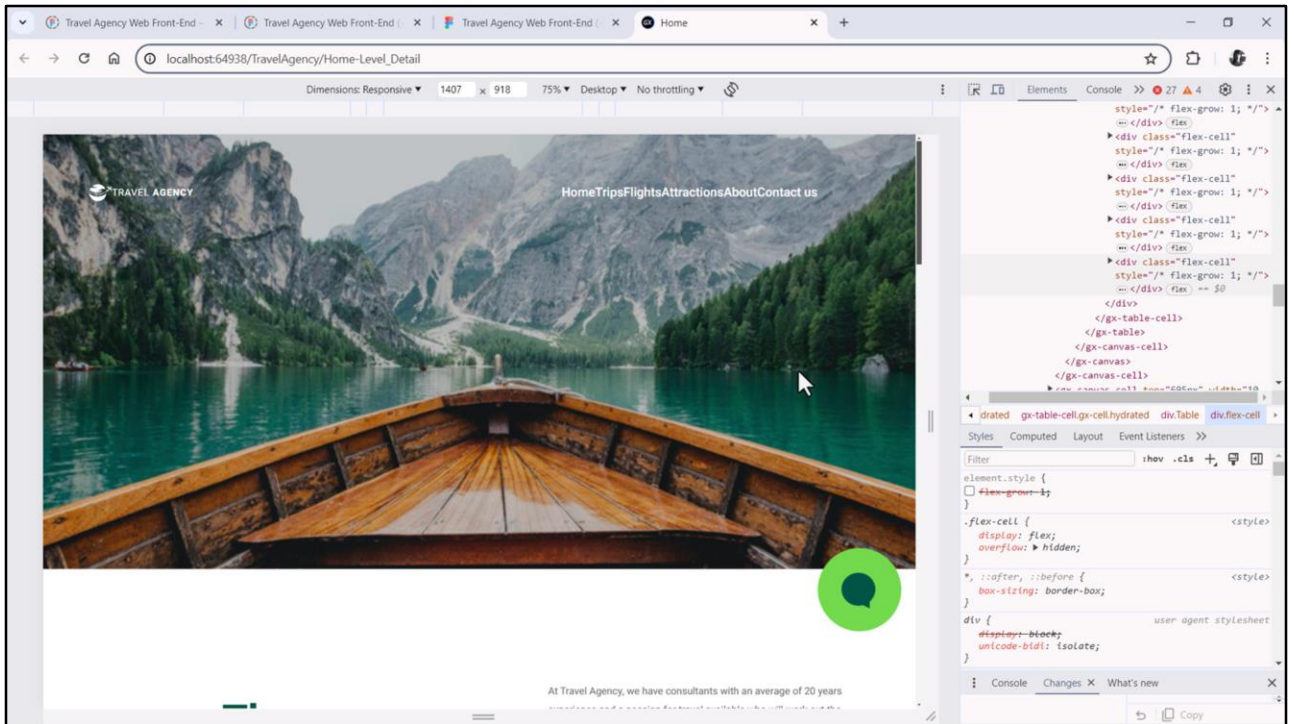 Travel Agency Web Front-End -
Travel Agency Web Front-End (
Travel Agency Web Front-End (
GX
Home
localhost:64938/TravelAgency/Home-Level_Detail
Dimensions: Responsive 1407 x 918 75% Desktop No throttling
Elements Console 27 4
TRAVEL AGENCY
HomeTripsFlightsAttractionsAboutContact us
At Travel Agency, we have consultants with an average of 20 years
style="/* flex-grow: 1; */">
</div> flex
<div class="flex-cell"
style="/* flex-grow: 1; */">
</div> flex
<div class="flex-cell"
style="/* flex-grow: 1; */">
</div> flex
<div class="flex-cell"
style="/* flex-grow: 1; */">
</div> flex
<div class="flex-cell"
style="/* flex-grow: 1; */">
</div> flex == $0
</div>
</gx-table-cell>
</gx-table>
</gx-canvas-cell>
</gx-canvas>
</gx-canvas-cell>
drated gx-table-cell.gx-cell.hydrated div.Table div.flex-cell
Styles Computed Layout Event Listeners
Filter :hov .cls
element.style {
flex-grow: 1;
}
.flex-cell { <style>
display: flex;
overflow: hidden;
}
*, ::after, ::before { <style>
box-sizing: border-box;
}
div { user agent stylesheet
display: block;
unicode-bidi: isolate;
}
Console Changes What's new
Copy